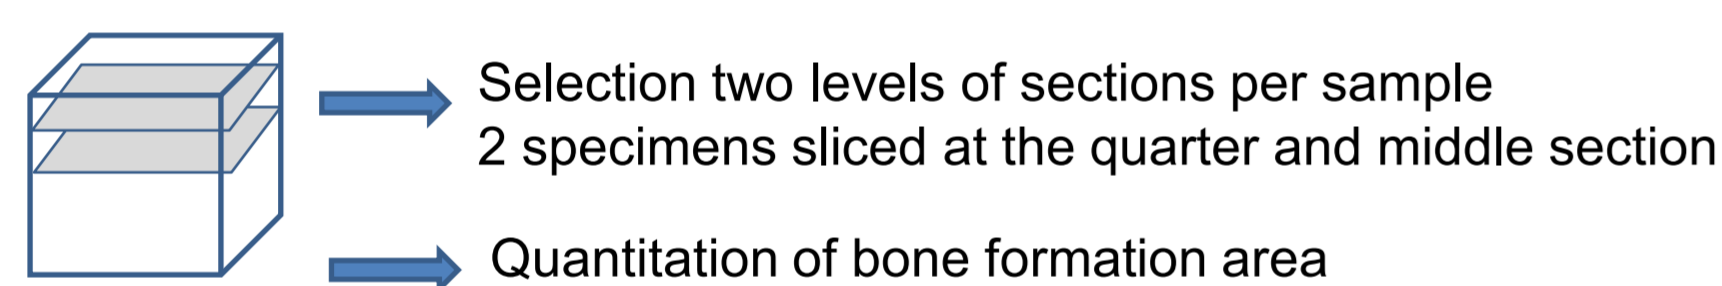 Selection two levels of sections per sample
2 specimens sliced at the quarter and middle section
Quantitation of bone formation area